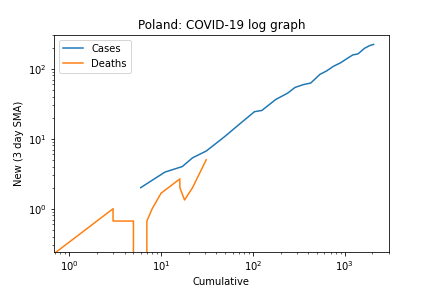 Poland: COVID-19 log graph
Cases
Deaths
New (3 day SMA)
10²
10¹
10⁰
10⁰ 10¹ 10² 10³
Cumulative